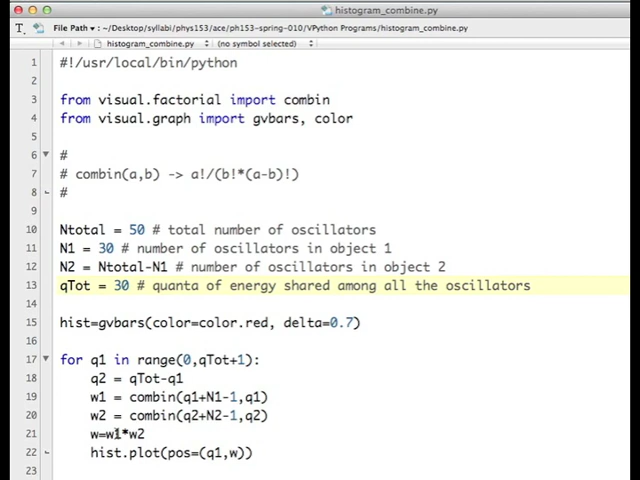 histogram_combine.py
T. File Path : ~/Desktop/syllabi/phys153/ace/ph153-spring-010/VPython Programs/histogram_combine.py
histogram_combine.py (no symbol selected)
1 #!/usr/local/bin/python
2
3 from visual.factorial import combin
4 from visual.graph import gvbars, color
5
6 #
7 # combin(a,b) -> a!/(b!*(a-b)!)
8 #
9
10 Ntotal = 50 # total number of oscillators
11 N1 = 30 # number of oscillators in object 1
12 N2 = Ntotal-N1 # number of oscillators in object 2
13 qTot = 30 # quanta of energy shared among all the oscillators
14
15 hist=gvbars(color=color.red, delta=0.7)
16
17 for q1 in range(0,qTot+1):
18 q2 = qTot-q1
19 w1 = combin(q1+N1-1,q1)
20 w2 = combin(q2+N2-1,q2)
21 w=w1*w2
22 hist.plot(pos=(q1,w))
23